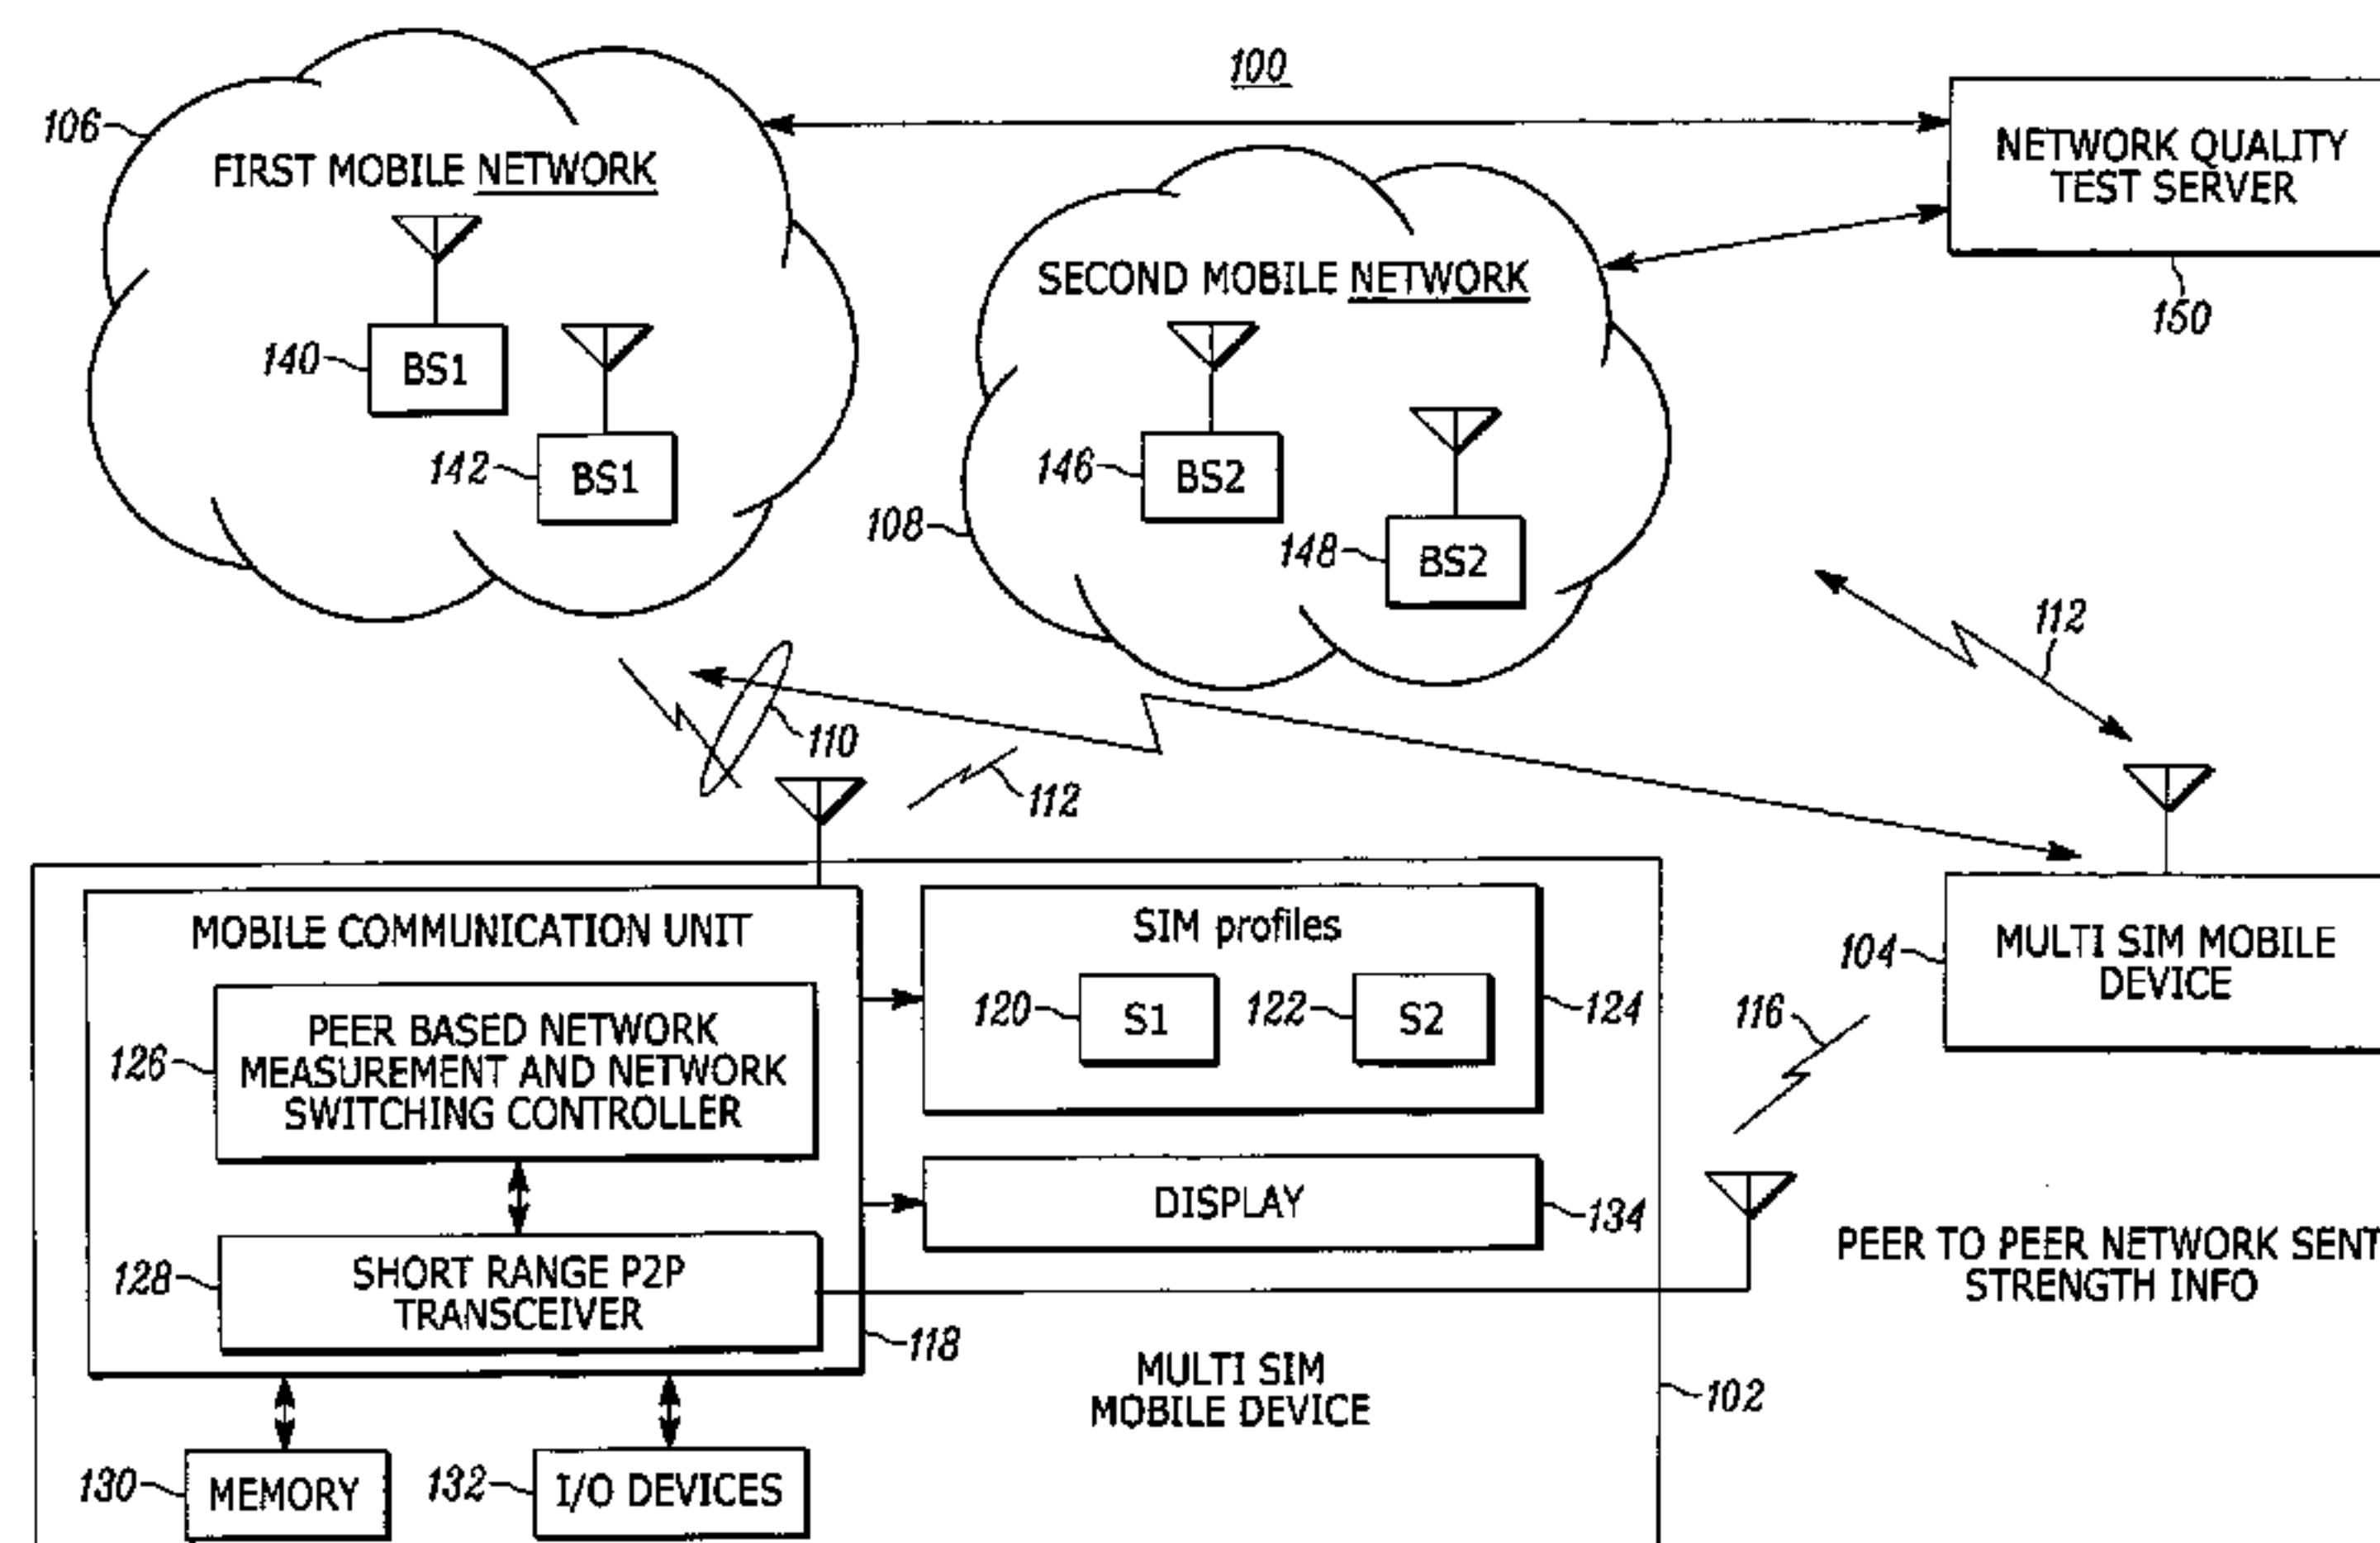 100
106
FIRST MOBILE NETWORK
NETWORK QUALITY
TEST SERVER
150
SECOND MOBILE NETWORK
140
BS1
142
BS1
146
BS2
108
148
BS2
112
110
112
MOBILE COMMUNICATION UNIT
SIM profiles
120
S1
122
S2
124
104
MULTI SIM MOBILE
DEVICE
116
126
PEER BASED NETWORK
MEASUREMENT AND NETWORK
SWITCHING CONTROLLER
DISPLAY
134
PEER TO PEER NETWORK SENT
STRENGTH INFO
128
SHORT RANGE P2P
TRANSCEIVER
118
MULTI SIM
MOBILE DEVICE
102
130
MEMORY
132
I/O DEVICES